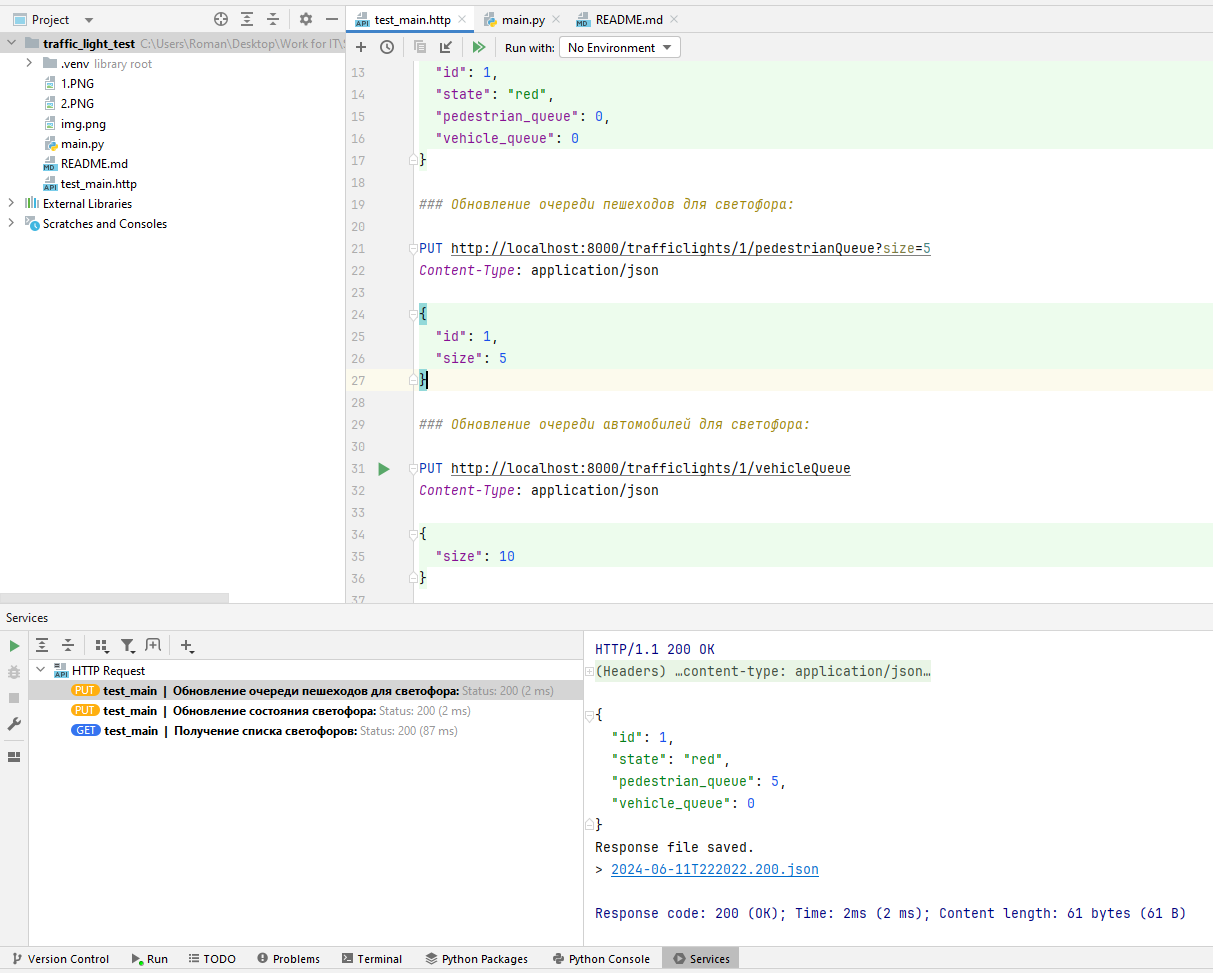 Project
test_main.http
main.py
README.md
traffic_light_test C:\Users\Roman\Desktop\Work for IT\
.venv library root
1.PNG
2.PNG
img.png
main.py
README.md
test_main.http
External Libraries
Scratches and Consoles
Run with: No Environment
13 "id": 1,
14 "state": "red",
15 "pedestrian_queue": 0,
16 "vehicle_queue": 0
17 }
18
19 ### Обновление очереди пешеходов для светофора:
20
21 PUT http://localhost:8000/trafficlights/1/pedestrianQueue?size=5
22 Content-Type: application/json
23
24 {
25 "id": 1,
26 "size": 5
27 }
28
29 ### Обновление очереди автомобилей для светофора:
30
31 PUT http://localhost:8000/trafficlights/1/vehicleQueue
32 Content-Type: application/json
33
34 {
35 "size": 10
36 }
37
Services
HTTP Request
PUT test_main | Обновление очереди пешеходов для светофора: Status: 200 (2 ms)
PUT test_main | Обновление состояния светофора: Status: 200 (2 ms)
GET test_main | Получение списка светофоров: Status: 200 (87 ms)
HTTP/1.1 200 OK
(Headers) …content-type: application/json…
{
"id": 1,
"state": "red",
"pedestrian_queue": 5,
"vehicle_queue": 0
}
Response file saved.
> 2024-06-11T222022.200.json
Response code: 200 (OK); Time: 2ms (2 ms); Content length: 61 bytes (61 B)
Version Control
Run
TODO
Problems
Terminal
Python Packages
Python Console
Services